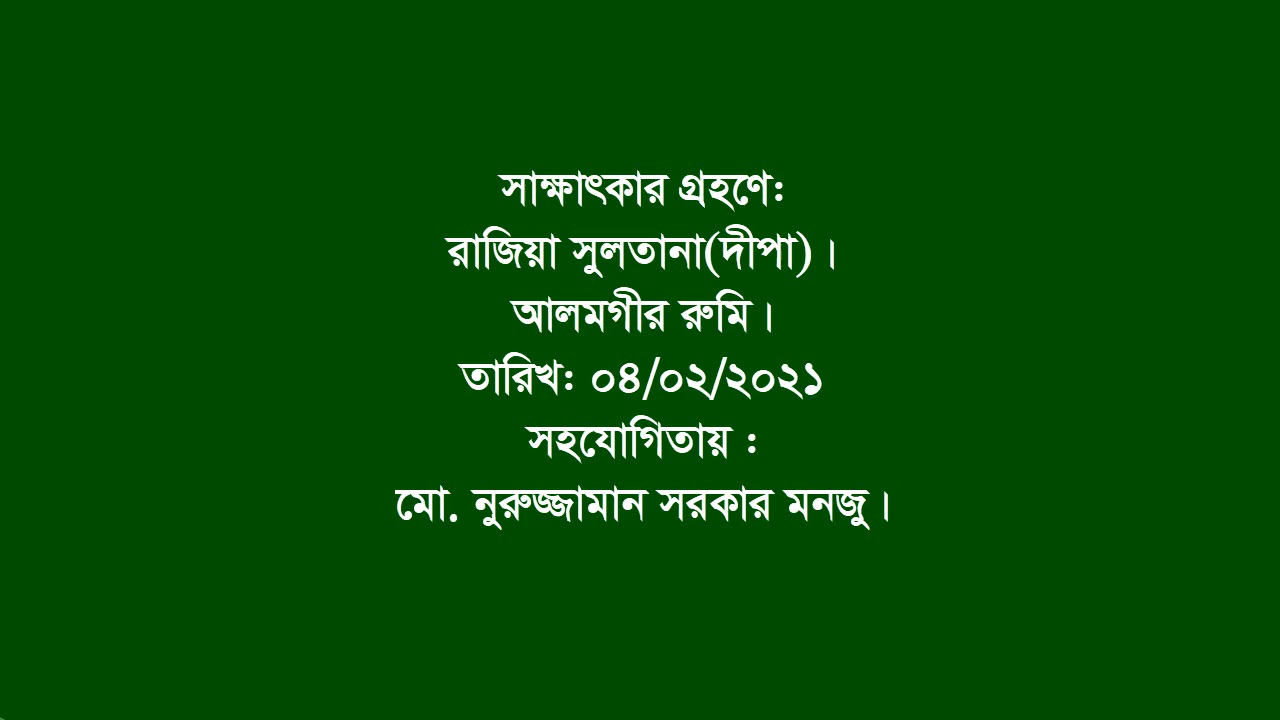 সাক্ষাৎকার গ্রহণে:
রাজিয়া সুলতানা(দীপা)।
আলমগীর রুমি।
তারিখ: ০৪/০২/২০২১
সহযোগিতায় :
মো. নুরুজ্জামান সরকার মনজু।